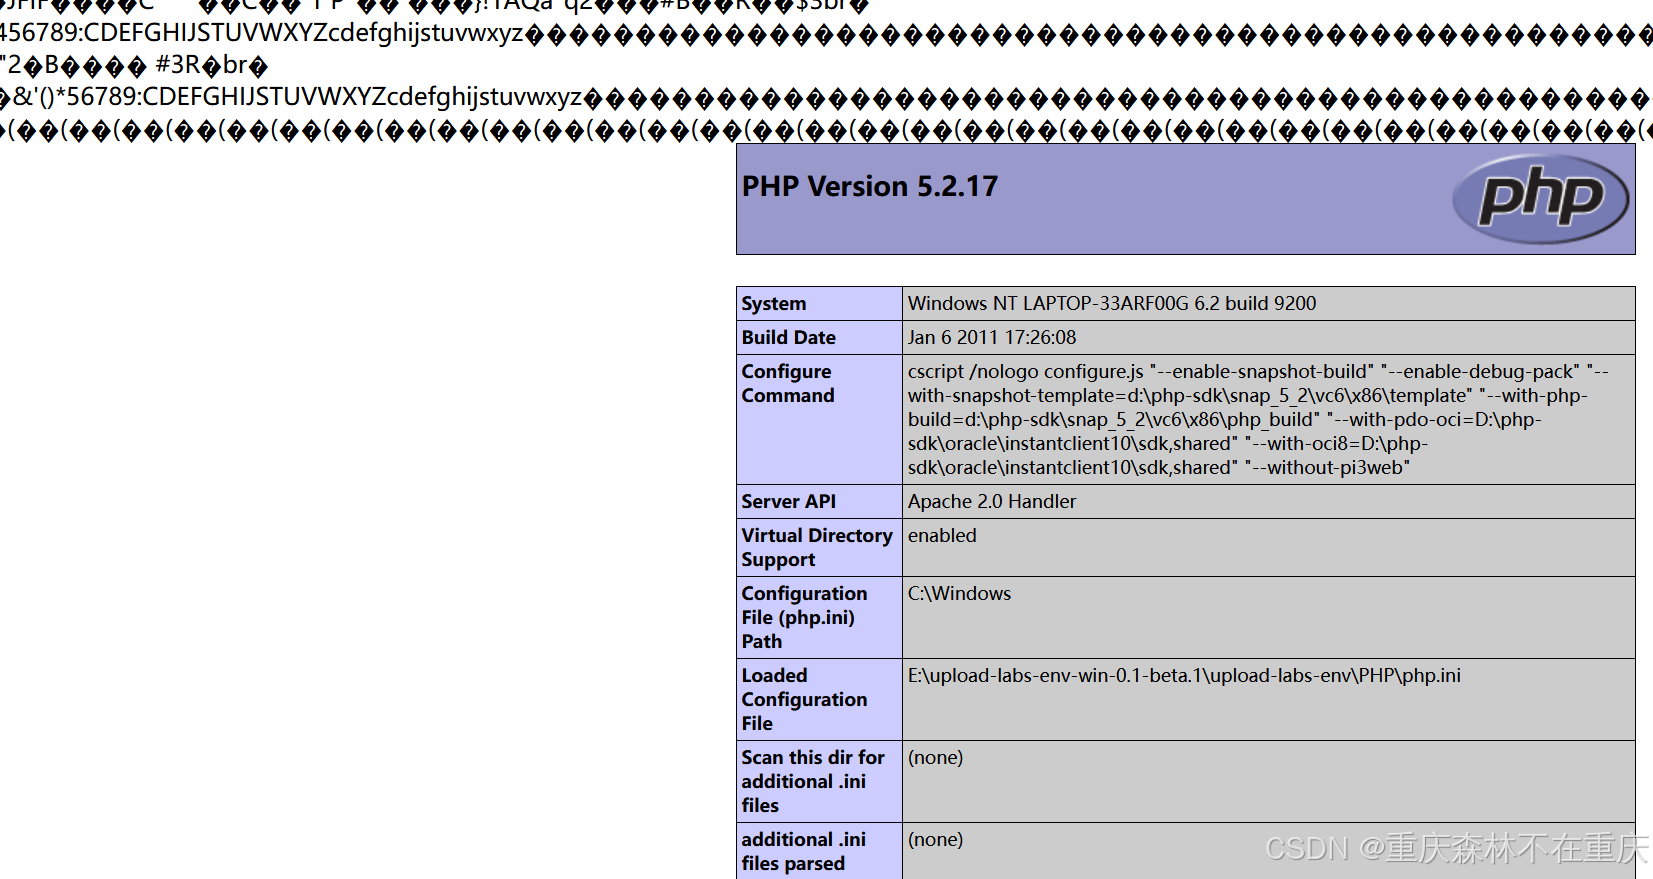 456789:CDEFGHIJSTUVWXYZcdefghijstuvwxyz������������������������������������������
"2�B���� #3R�br�
�&'()*56789:CDEFGHIJSTUVWXYZcdefghijstuvwxyz����������������������������������������
(��(��(��(��(��(��(��(��(��(��(��(��(��(��(��(��(��(��(��(��(��(��(��(��(��(��(��(��(��(��(��(
PHP Version 5.2.17
php
System Windows NT LAPTOP-33ARF00G 6.2 build 9200
Build Date Jan 6 2011 17:26:08
Configure Command cscript /nologo configure.js "--enable-snapshot-build" "--enable-debug-pack" "--
with-snapshot-template=d:\php-sdk\snap_5_2\vc6\x86\template" "--with-php-
build=d:\php-sdk\snap_5_2\vc6\x86\php_build" "--with-pdo-oci=D:\php-
sdk\oracle\instantclient10\sdk,shared" "--with-oci8=D:\php-
sdk\oracle\instantclient10\sdk,shared" "--without-pi3web"
Server API Apache 2.0 Handler
Virtual Directory
Support enabled
Configuration
File (php.ini)
Path C:\Windows
Loaded
Configuration
File E:\upload-labs-env-win-0.1-beta.1\upload-labs-env\PHP\php.ini
Scan this dir for
additional .ini
files (none)
additional .ini
files parsed (none)
CSDN @重庆森林不在重庆